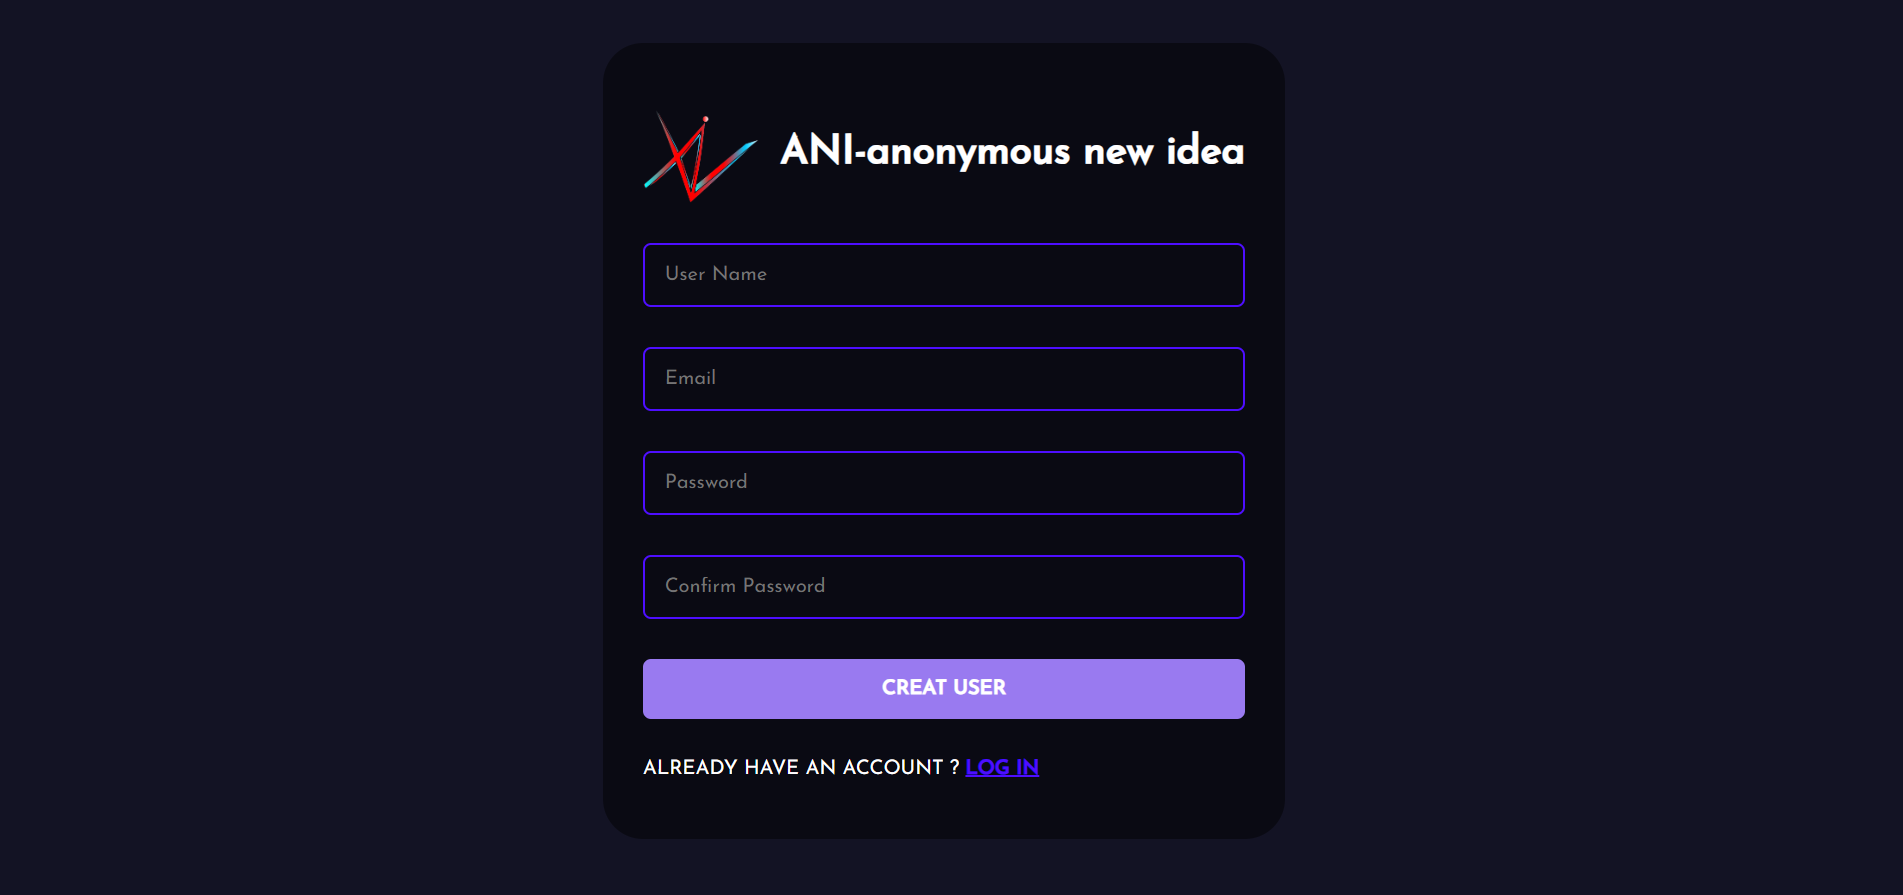 ANI-anonymous new idea
User Name
Email
Password
Confirm Password
CREAT USER
ALREADY HAVE AN ACCOUNT ? LOG IN